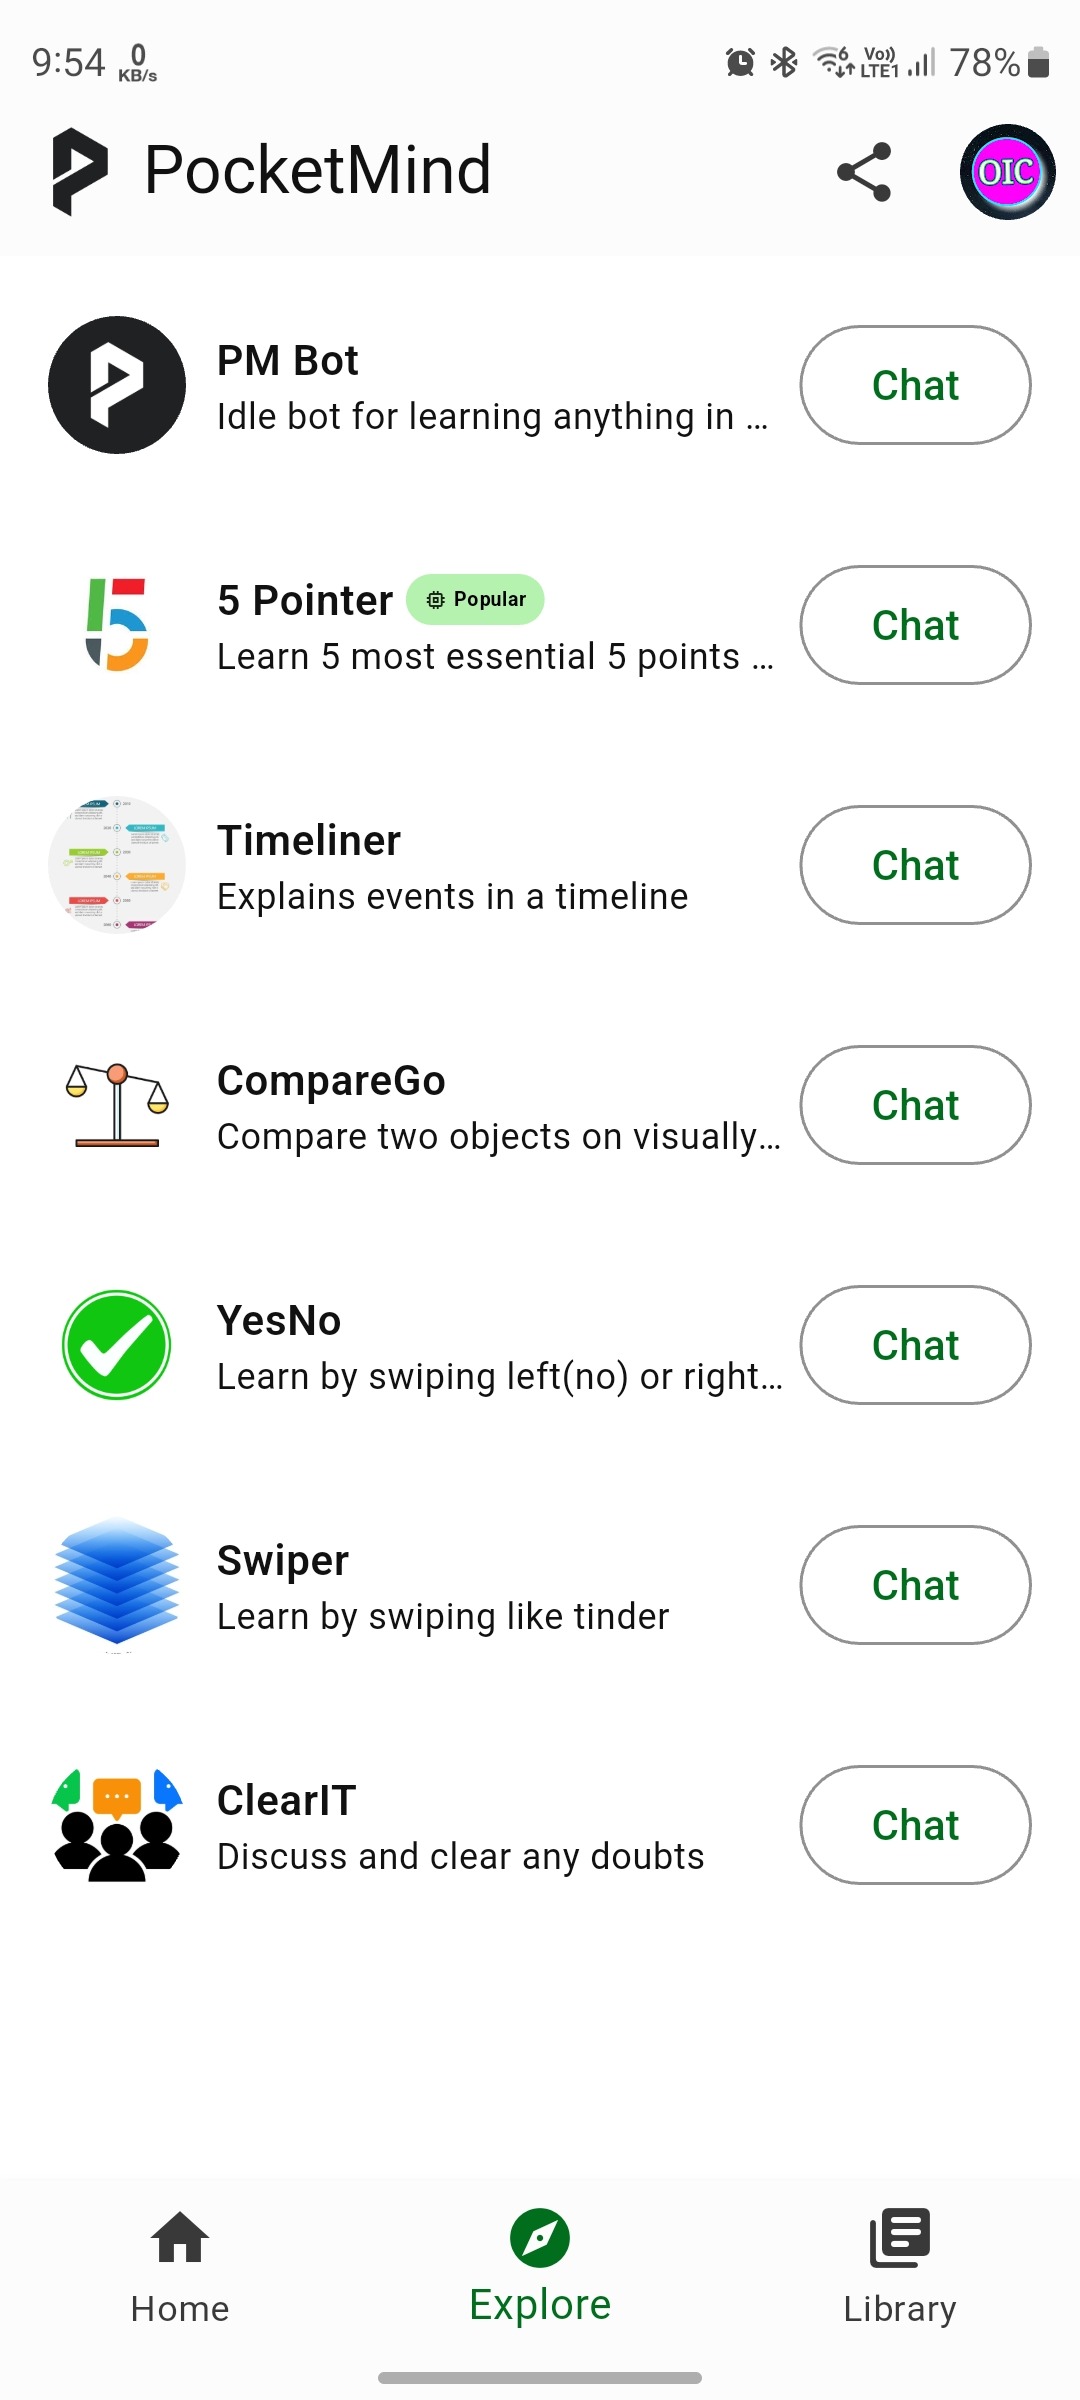 9:54 0 KB/s 6 Vo)) LTE1 78%
PocketMind OIC
PM Bot
Idle bot for learning anything in ...
Chat
5 Pointer Popular
Learn 5 most essential 5 points ...
Chat
Timeliner
Explains events in a timeline
Chat
CompareGo
Compare two objects on visually...
Chat
YesNo
Learn by swiping left(no) or right...
Chat
Swiper
Learn by swiping like tinder
Chat
ClearIT
Discuss and clear any doubts
Chat
Home Explore Library